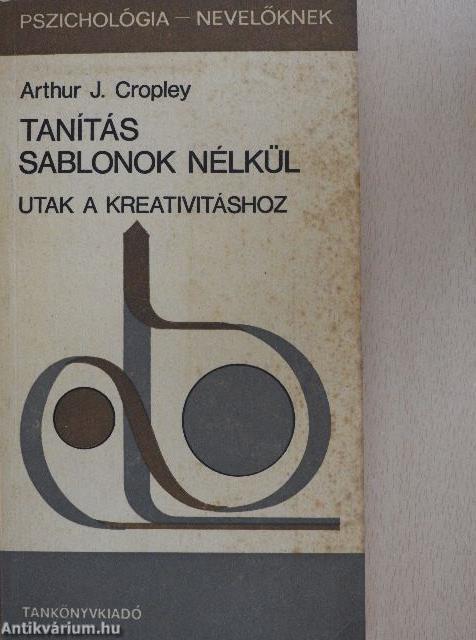 PSZICHOLÓGIA – NEVELŐKNEK
Arthur J. Cropley
TANÍTÁS
SABLONOK NÉLKÜL
UTAK A KREATIVITÁSHOZ
TANKÖNYVKIADÓ
Antikvárium.hu